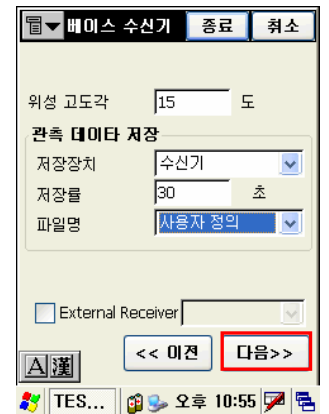 베이스 수신기 종료 취소
위성 고도각 15 도
관측 데이타 저장
저장장치 수신기
저장률 30 초
파일명 사용자 정의
External Receiver
<< 이전 다음>>
A 漢
TES... 오후 10:55